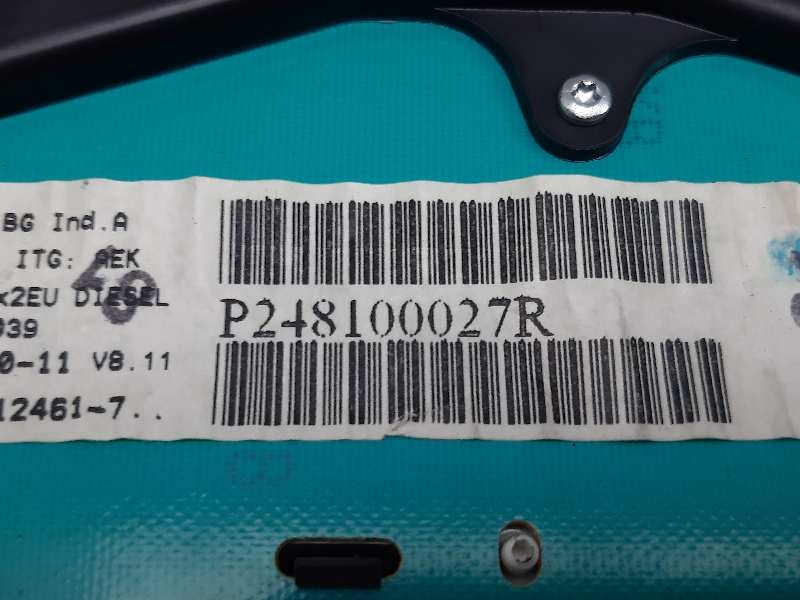 BG Ind.A
ITG: AEK
x2EU DIESEL
039
0-11 V8.11
12461-7..
P248100027R